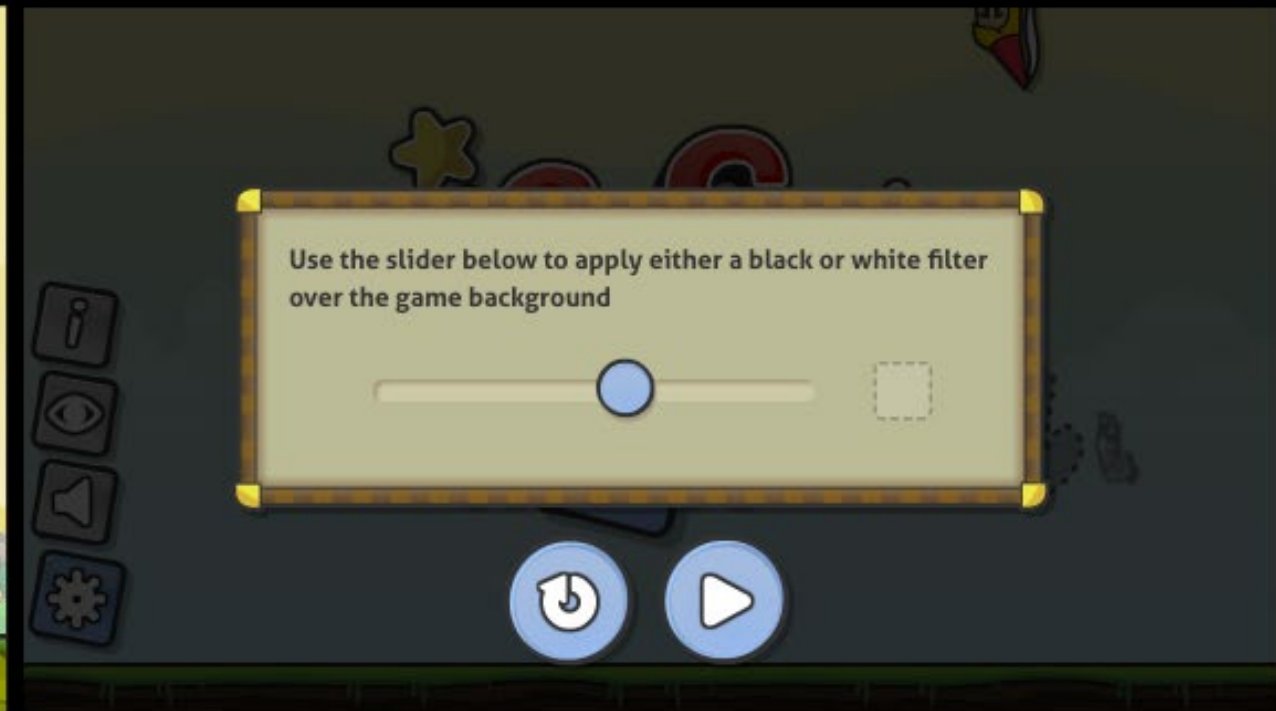 Use the slider below to apply either a black or white filter
over the game background